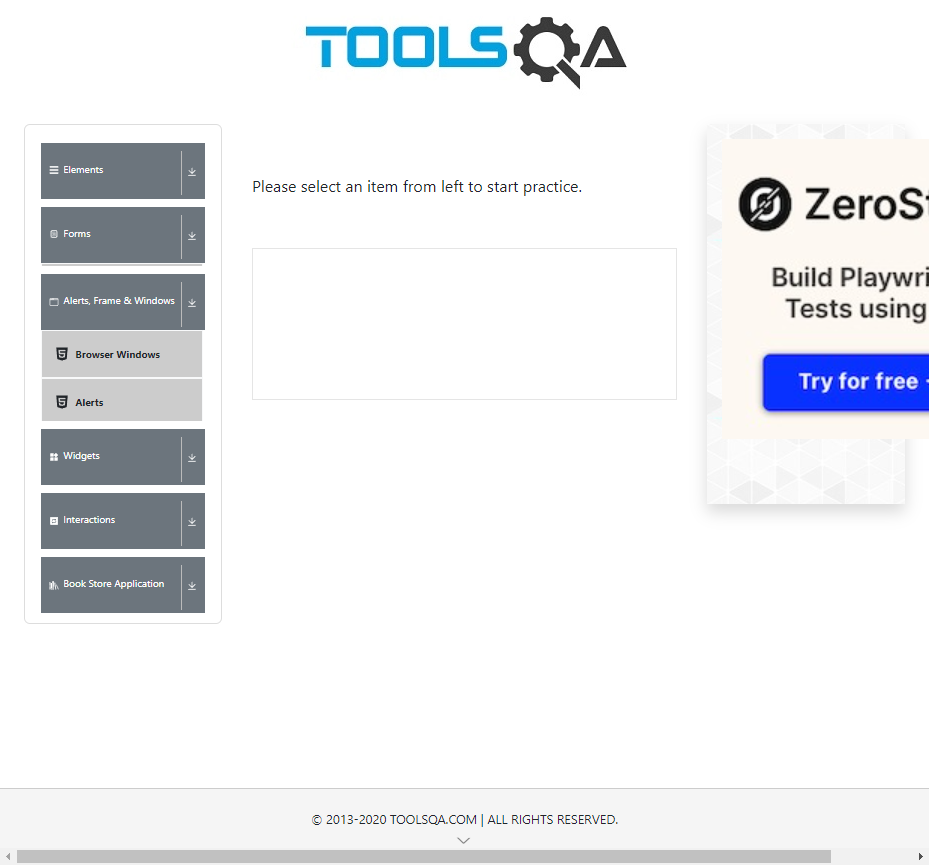 TOOLSQA
Elements
Forms
Alerts, Frame & Windows
Browser Windows
Alerts
Widgets
Interactions
Book Store Application
Please select an item from left to start practice.
Build Playwri
Tests using
Try for free
© 2013-2020 TOOLSQA.COM | ALL RIGHTS RESERVED.